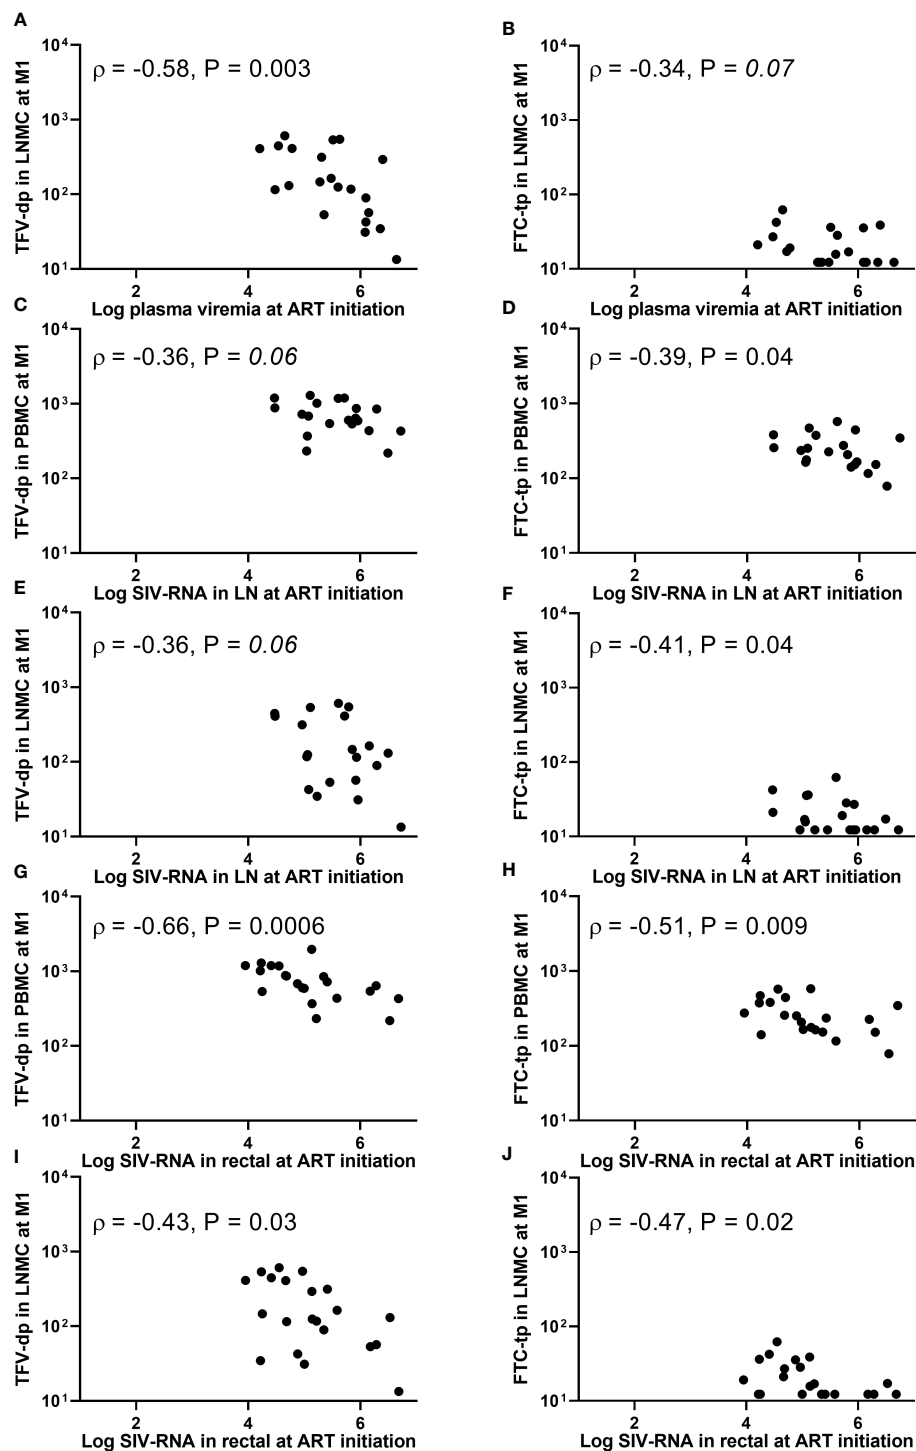 A
TFV-dp in LNMC at M1
10⁴
10³
10²
10¹
ρ = -0.58, P = 0.003
2 4 6
Log plasma viremia at ART initiation
B
FTC-tp in LNMC at M1
10⁴
10³
10²
10¹
ρ = -0.34, P = 0.07
2 4 6
Log plasma viremia at ART initiation
C
TFV-dp in PBMC at M1
10⁴
10³
10²
10¹
ρ = -0.36, P = 0.06
2 4 6
Log SIV-RNA in LN at ART initiation
D
FTC-tp in PBMC at M1
10⁴
10³
10²
10¹
ρ = -0.39, P = 0.04
2 4 6
Log SIV-RNA in LN at ART initiation
E
TFV-dp in LNMC at M1
10⁴
10³
10²
10¹
ρ = -0.36, P = 0.06
2 4 6
Log SIV-RNA in LN at ART initiation
F
FTC-tp in LNMC at M1
10⁴
10³
10²
10¹
ρ = -0.41, P = 0.04
2 4 6
Log SIV-RNA in LN at ART initiation
G
TFV-dp in PBMC at M1
10⁴
10³
10²
10¹
ρ = -0.66, P = 0.0006
2 4 6
Log SIV-RNA in rectal at ART initiation
H
FTC-tp in PBMC at M1
10⁴
10³
10²
10¹
ρ = -0.51, P = 0.009
2 4 6
Log SIV-RNA in rectal at ART initiation
I
TFV-dp in LNMC at M1
10⁴
10³
10²
10¹
ρ = -0.43, P = 0.03
2 4 6
Log SIV-RNA in rectal at ART initiation
J
FTC-tp in LNMC at M1
10⁴
10³
10²
10¹
ρ = -0.47, P = 0.02
2 4 6
Log SIV-RNA in rectal at ART initiation